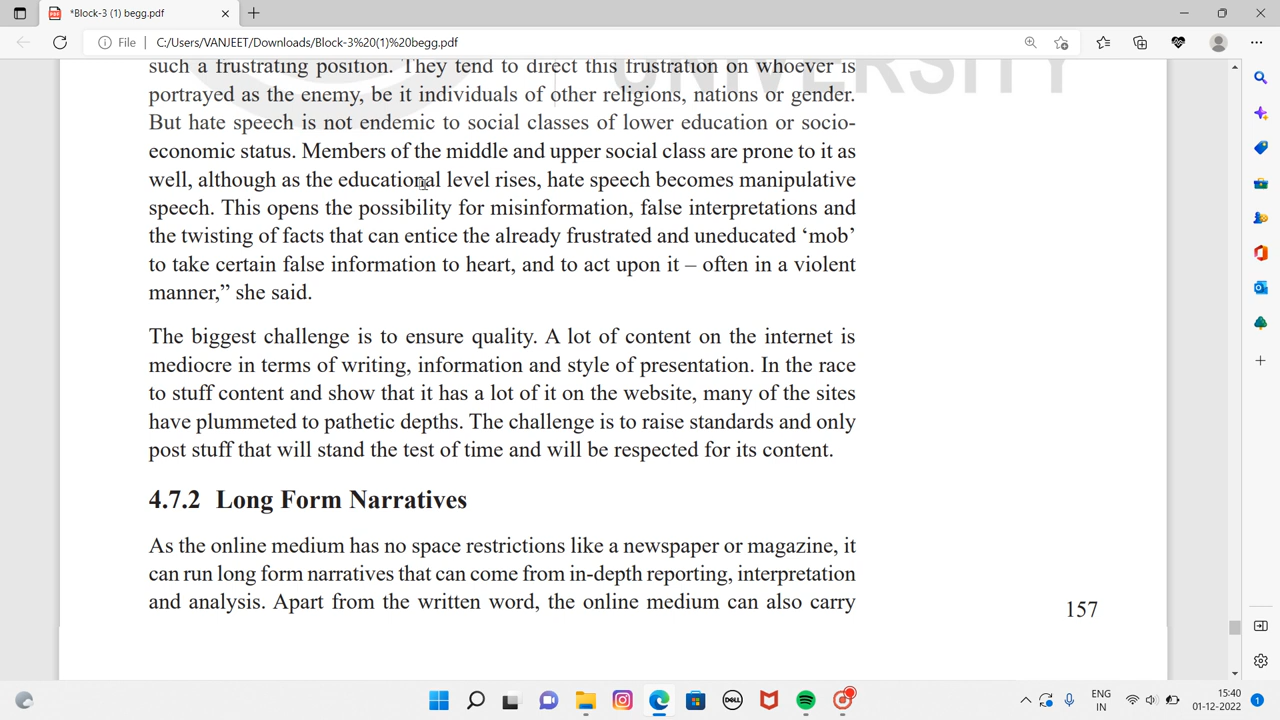 *Block-3 (1) begg.pdf
File
C:/Users/VANJEET/Downloads/Block-3%20(1)%20begg.pdf
UNIVERSITY
such a frustrating position. They tend to direct this frustration on whoever is
portrayed as the enemy, be it individuals of other religions, nations or gender.
But hate speech is not endemic to social classes of lower education or socio-
economic status. Members of the middle and upper social class are prone to it as
well, although as the educational level rises, hate speech becomes manipulative
speech. This opens the possibility for misinformation, false interpretations and
the twisting of facts that can entice the already frustrated and uneducated ‘mob’
to take certain false information to heart, and to act upon it – often in a violent
manner,” she said.
The biggest challenge is to ensure quality. A lot of content on the internet is
mediocre in terms of writing, information and style of presentation. In the race
to stuff content and show that it has a lot of it on the website, many of the sites
have plummeted to pathetic depths. The challenge is to raise standards and only
post stuff that will stand the test of time and will be respected for its content.
4.7.2 Long Form Narratives
As the online medium has no space restrictions like a newspaper or magazine, it
can run long form narratives that can come from in-depth reporting, interpretation
and analysis. Apart from the written word, the online medium can also carry
157
DELL
ENG
IN
15:40
01-12-2022
1